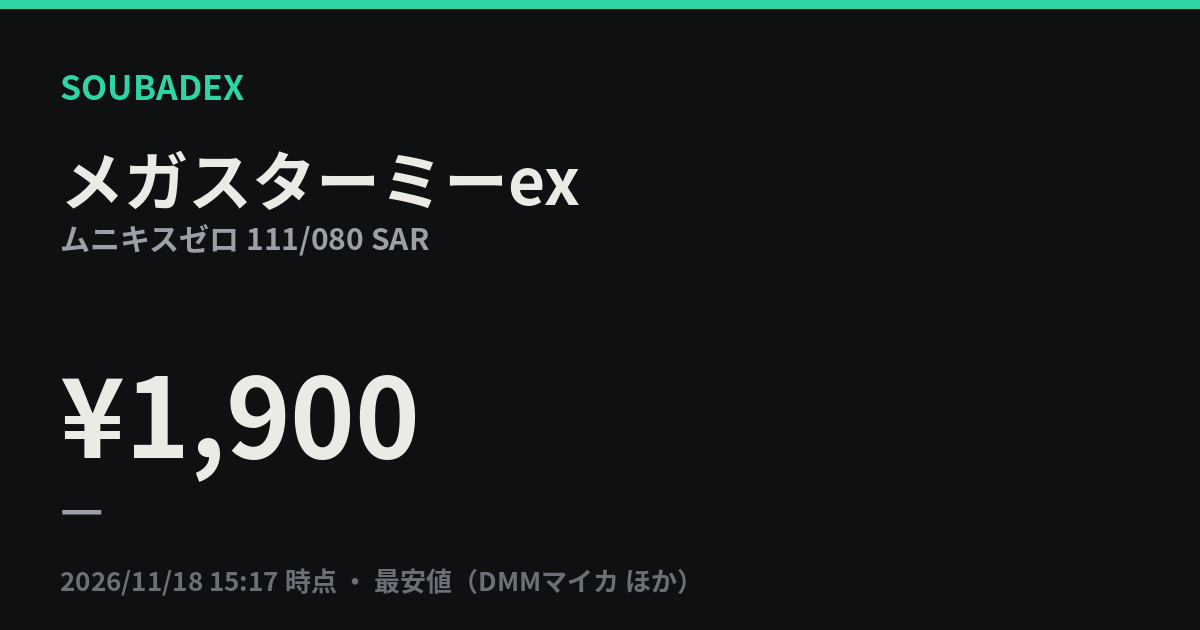 SOUBADEX
メガスターミーex
ムニキスゼロ 111/080 SAR
¥1,900
—
2026/11/18 15:17 時点 ・ 最安値（DMMマイカ ほか）